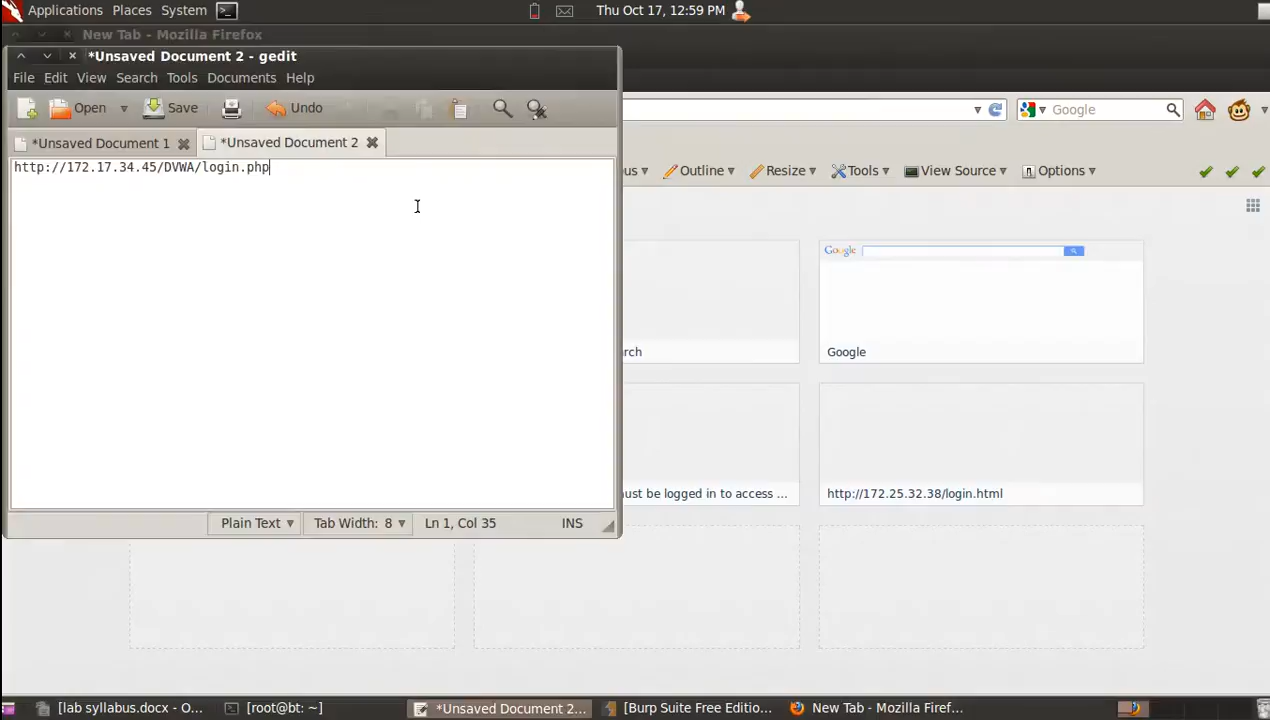 Applications Places System
Thu Oct 17, 12:59 PM
New Tab - Mozilla Firefox
*Unsaved Document 2 - gedit
File Edit View Search Tools Documents Help
Open Save Undo
Google
*Unsaved Document 1 *Unsaved Document 2
http://172.17.34.45/DVWA/login.php
Outline Resize Tools View Source Options
Google
rch
Google
ust be logged in to access ...
http://172.25.32.38/login.html
Plain Text Tab Width: 8 Ln 1, Col 35 INS
[lab syllabus.docx - O... [root@bt: ~] *Unsaved Document 2... [Burp Suite Free Editio... New Tab - Mozilla Firef...